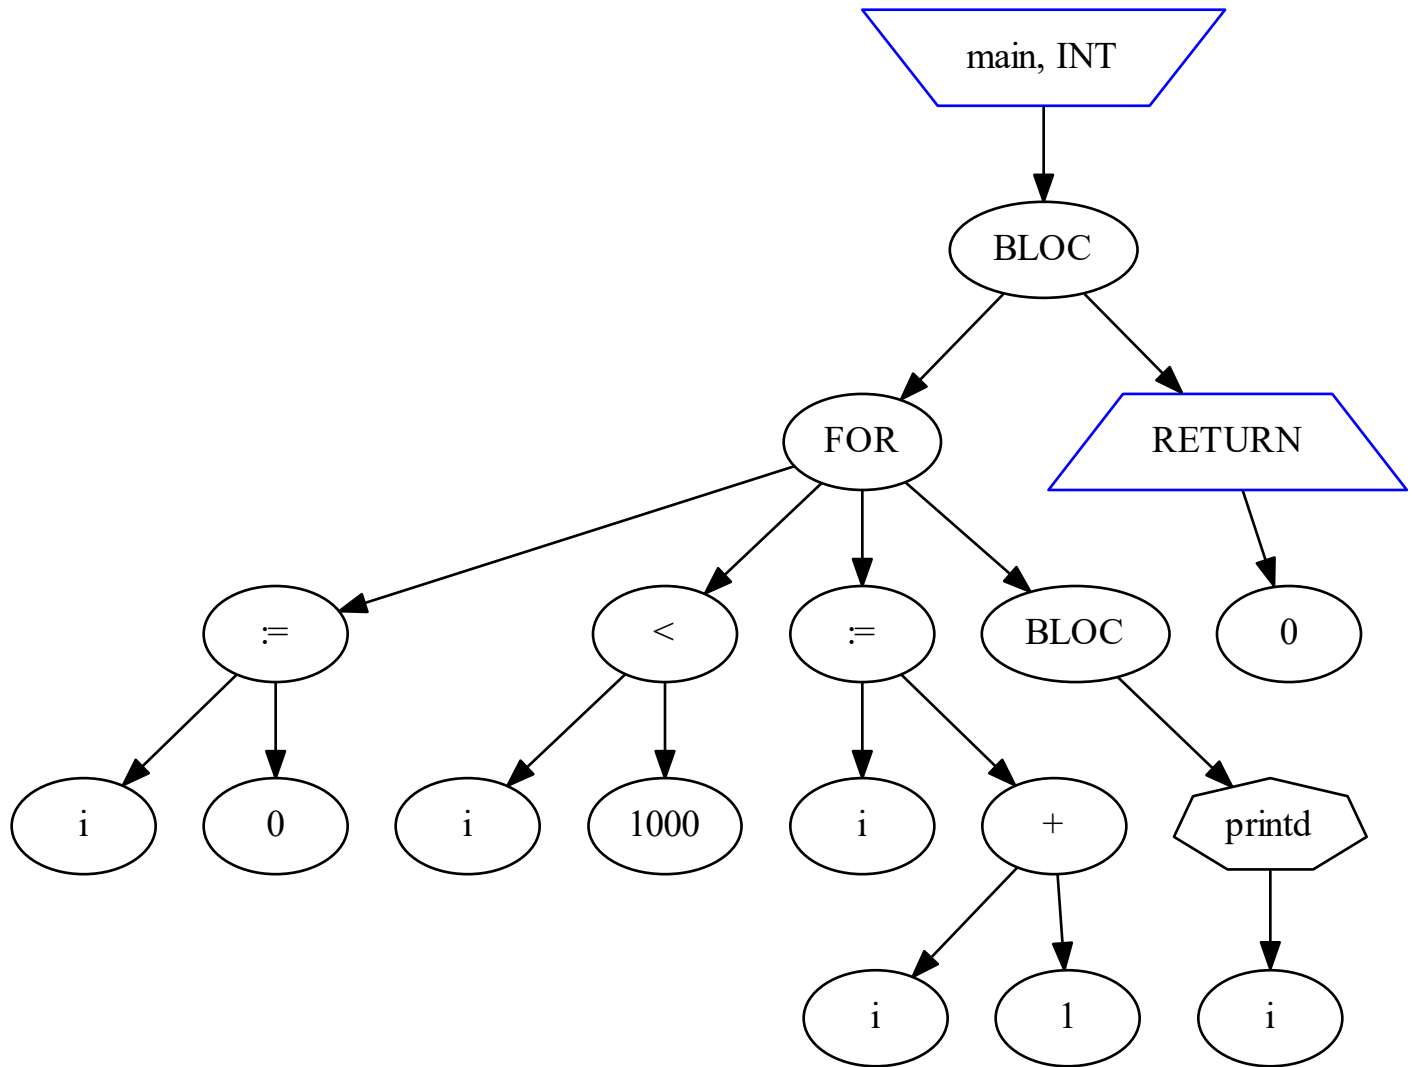 main, INT
BLOC
FOR
RETURN
:=
<
:=
BLOC
0
i
0
i
1000
i
+
printd
i
1
i